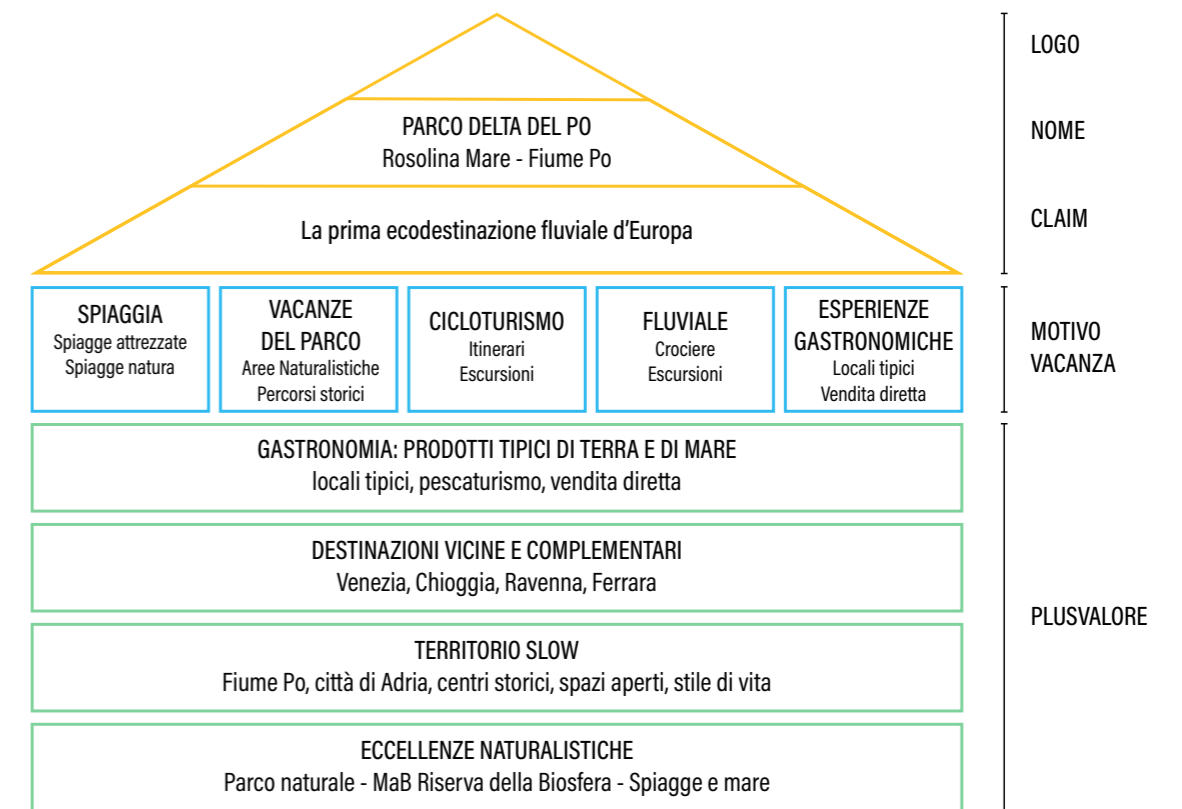 LOGO
PARCO DELTA DEL PO
Rosolina Mare - Fiume Po
NOME
La prima ecodestinazione fluviale d'Europa
CLAIM
SPIAGGIA
Spiagge attrezzate
Spiagge natura
VACANZE
DEL PARCO
Aree Naturalistiche
Percorsi storici
CICLOTURISMO
Itinerari
Escursioni
FLUVIALE
Crociere
Escursioni
ESPERIENZE
GASTRONOMICHE
Locali tipici
Vendita diretta
MOTIVO
VACANZA
GASTRONOMIA: PRODOTTI TIPICI DI TERRA E DI MARE
locali tipici, pescaturismo, vendita diretta
DESTINAZIONI VICINE E COMPLEMENTARI
Venezia, Chioggia, Ravenna, Ferrara
PLUSVALORE
TERRITORIO SLOW
Fiume Po, città di Adria, centri storici, spazi aperti, stile di vita
ECCELLENZE NATURALISTICHE
Parco naturale - MaB Riserva della Biosfera - Spiagge e mare